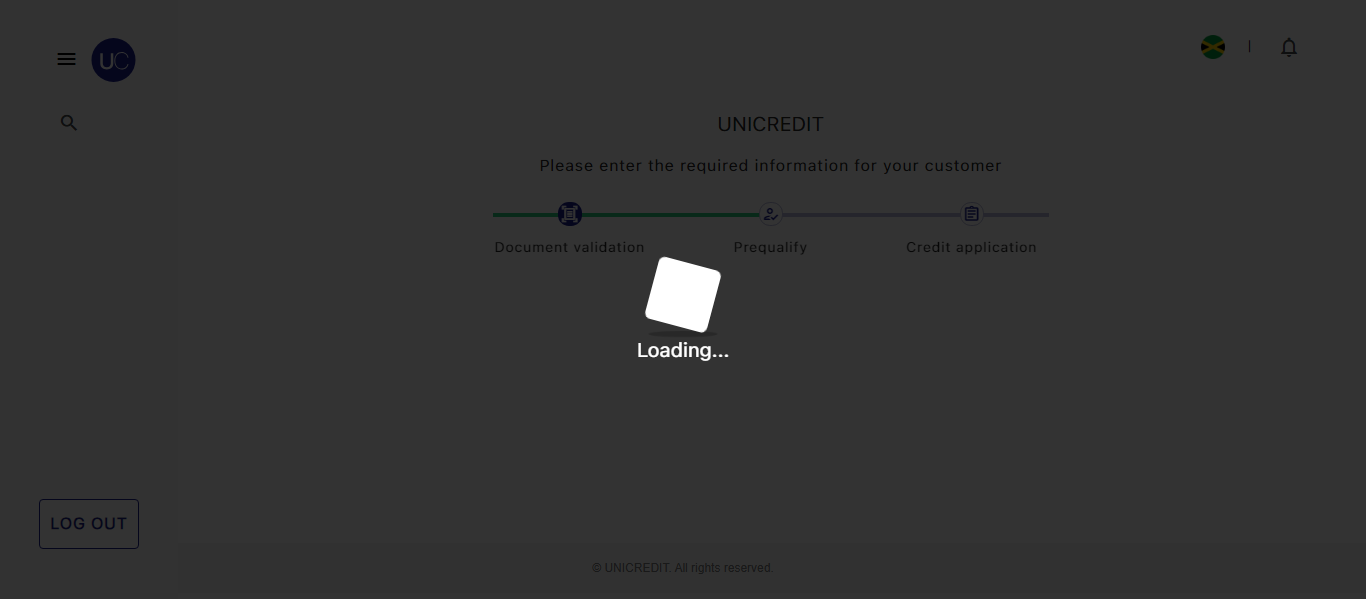 UC
UNICREDIT
Please enter the required information for your customer
Document validation
Prequalify
Credit application
Loading...
LOG OUT
© UNICREDIT. All rights reserved.